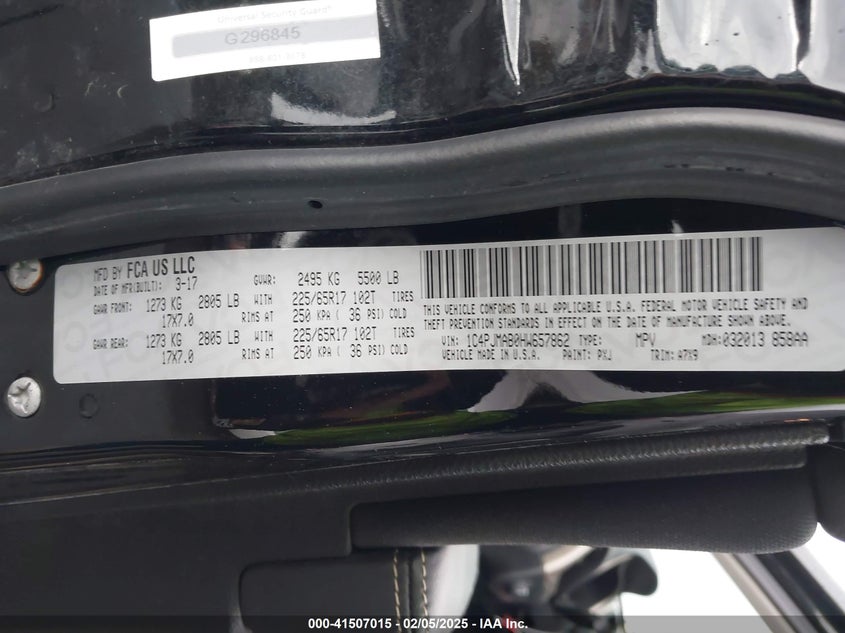 Universal Security Guard®
G296845
MFD BY FCA US LLC
DATE OF MFR(BUILT): 3-17 GVWR: 2495 KG 5500 LB
GAWR FRONT: 1273 KG 2805 LB WITH 225/65R17 102T TIRES
17X7.0 RIMS AT 250 KPA ( 36 PSI) COLD
GAWR REAR: 1273 KG 2805 LB WITH 225/65R17 102T TIRES
17X7.0 RIMS AT 250 KPA ( 36 PSI) COLD
THIS VEHICLE CONFORMS TO ALL APPLICABLE U.S.A. FEDERAL MOTOR VEHICLE SAFETY AND
THEFT PREVENTION STANDARDS IN EFFECT ON THE DATE OF MANUFACTURE SHOWN ABOVE.
VIN: 1C4PJMAB0HW657862 TYPE: MPV MDH: 032013 858AA
VEHICLE MADE IN U.S.A. PAINT: PXJ TRIM: A7X9
000-41507015 - 02/05/2025 - IAA Inc.